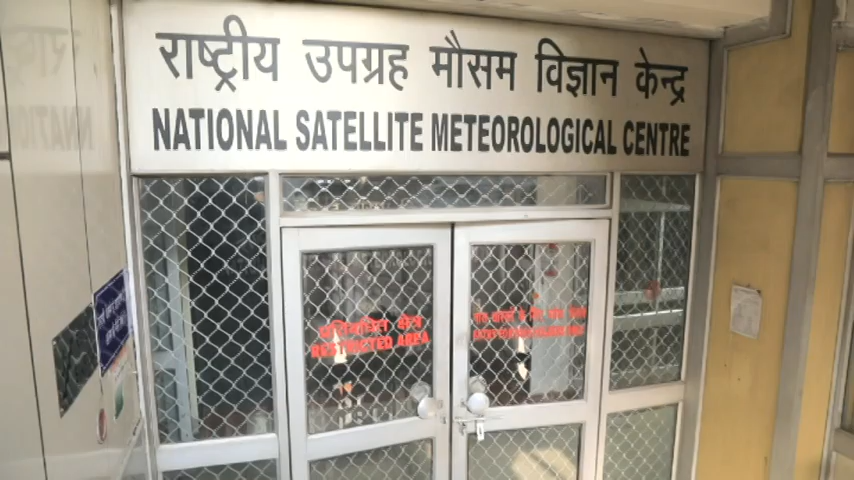 राष्ट्रीय उपग्रह मौसम विज्ञान केन्द्र
NATIONAL SATELLITE METEOROLOGICAL CENTRE
प्रतिबंधित क्षेत्र
RESTRICTED AREA